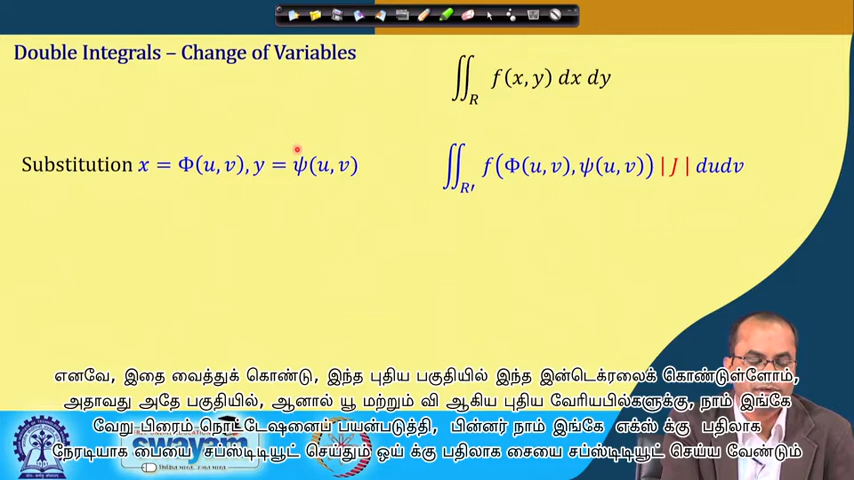 Double Integrals – Change of Variables
∬_R f(x, y) dx dy
Substitution x = Φ(u, v), y = ψ(u, v)
∬_R′ f(Φ(u, v), ψ(u, v)) | J | dudv
எனவே, இதை வைத்துக் கொண்டு, இந்த புதிய பகுதியில் இந்த இன்டெக்ரலைக் கொண்டுள்ளோம்,
அதாவது அதே பகுதியில், ஆனால் யூ மற்றும் வி ஆகிய புதிய வேரியபில்களுக்கு, நாம் இங்கே
வேறு பிரைம் நொட்டேஷனைப் பயன்படுத்தி, பின்னர் நாம் இங்கே எக்ஸ் க்கு பதிலாக
நேரடியாக பையை சப்ஸ்டிடியூட் செய்தும் ஒய் க்கு பதிலாக சையை சப்ஸ்டிடியூட் செய்ய வேண்டும்
swayam